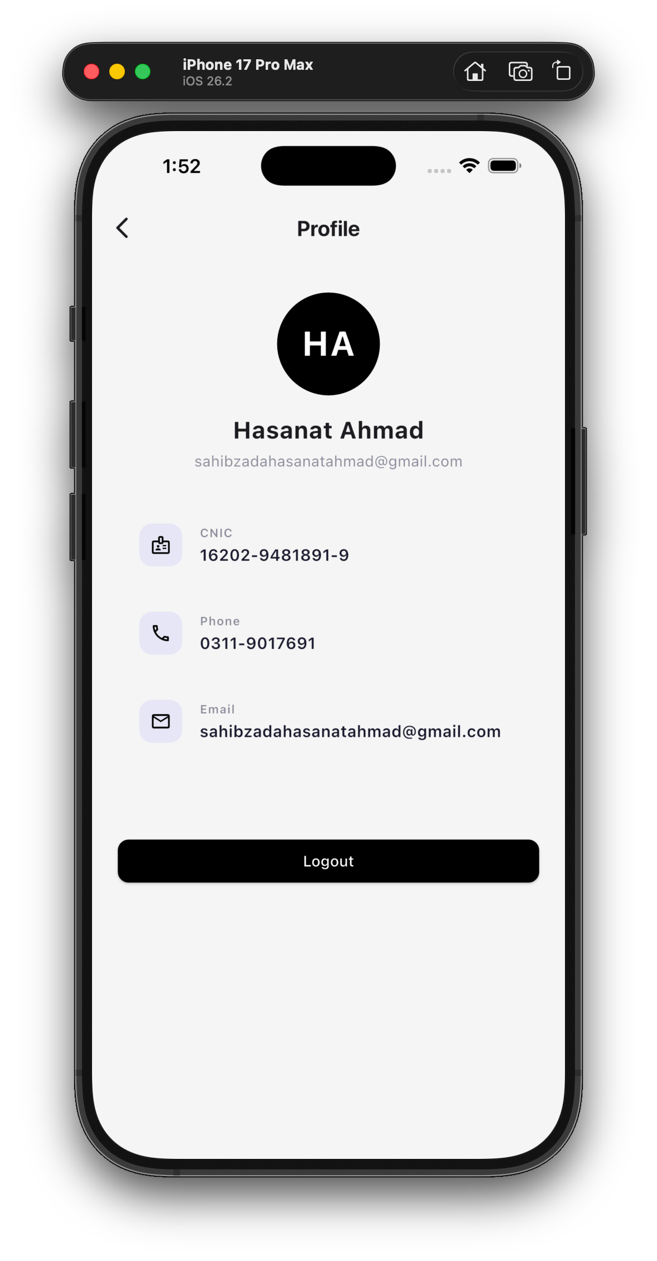 iPhone 17 Pro Max
iOS 26.2
1:52
Profile
HA
Hasanat Ahmad
sahibzadahasanatahmad@gmail.com
CNIC
16202-9481891-9
Phone
0311-9017691
Email
sahibzadahasanatahmad@gmail.com
Logout